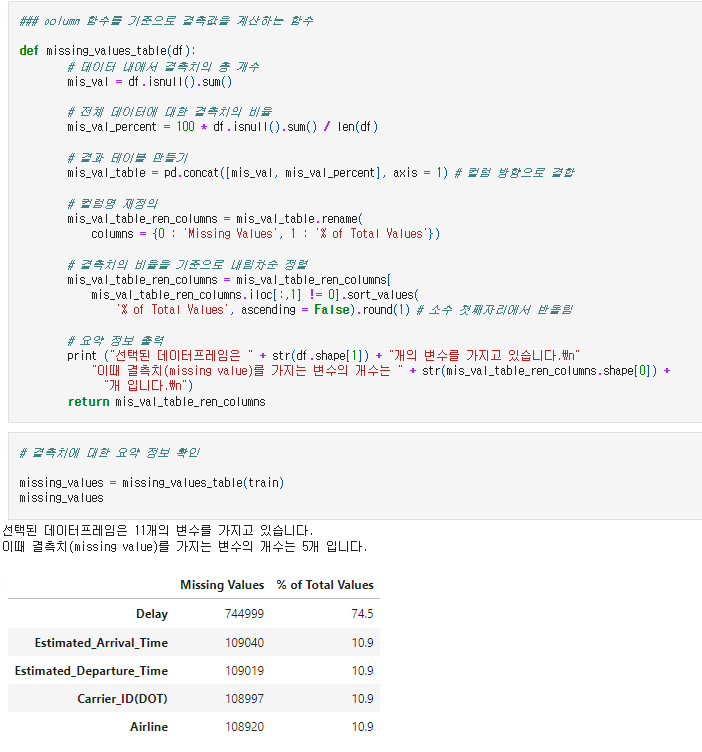 ### column 함수를 기준으로 결측값을 계산하는 함수
def missing_values_table(df):
# 데이터 내에서 결측치의 총 개수
mis_val = df.isnull().sum()
# 전체 데이터에 대한 결측치의 비율
mis_val_percent = 100 * df.isnull().sum() / len(df)
# 결과 테이블 만들기
mis_val_table = pd.concat([mis_val, mis_val_percent], axis = 1) # 컬럼 방향으로 결합
# 컬럼명 재정의
mis_val_table_ren_columns = mis_val_table.rename(
columns = {0 : 'Missing Values', 1 : '% of Total Values'})
# 결측치의 비율을 기준으로 내림차순 정렬
mis_val_table_ren_columns = mis_val_table_ren_columns[
mis_val_table_ren_columns.iloc[:,1] != 0].sort_values(
'% of Total Values', ascending = False).round(1) # 소수 첫째자리에서 반올림
# 요약 정보 출력
print ("선택된 데이터프레임은 " + str(df.shape[1]) + "개의 변수를 가지고 있습니다.₩n"
"이때 결측치(missing value)를 가지는 변수의 개수는 " + str(mis_val_table_ren_columns.shape[0]) +
"개 입니다.₩n")
return mis_val_table_ren_columns
# 결측치에 대한 요약 정보 확인
missing_values = missing_values_table(train)
missing_values
선택된 데이터프레임은 11개의 변수를 가지고 있습니다.
이때 결측치(missing value)를 가지는 변수의 개수는 5개 입니다.
Missing Values % of Total Values
Delay 744999 74.5
Estimated_Arrival_Time 109040 10.9
Estimated_Departure_Time 109019 10.9
Carrier_ID(DOT) 108997 10.9
Airline 108920 10.9